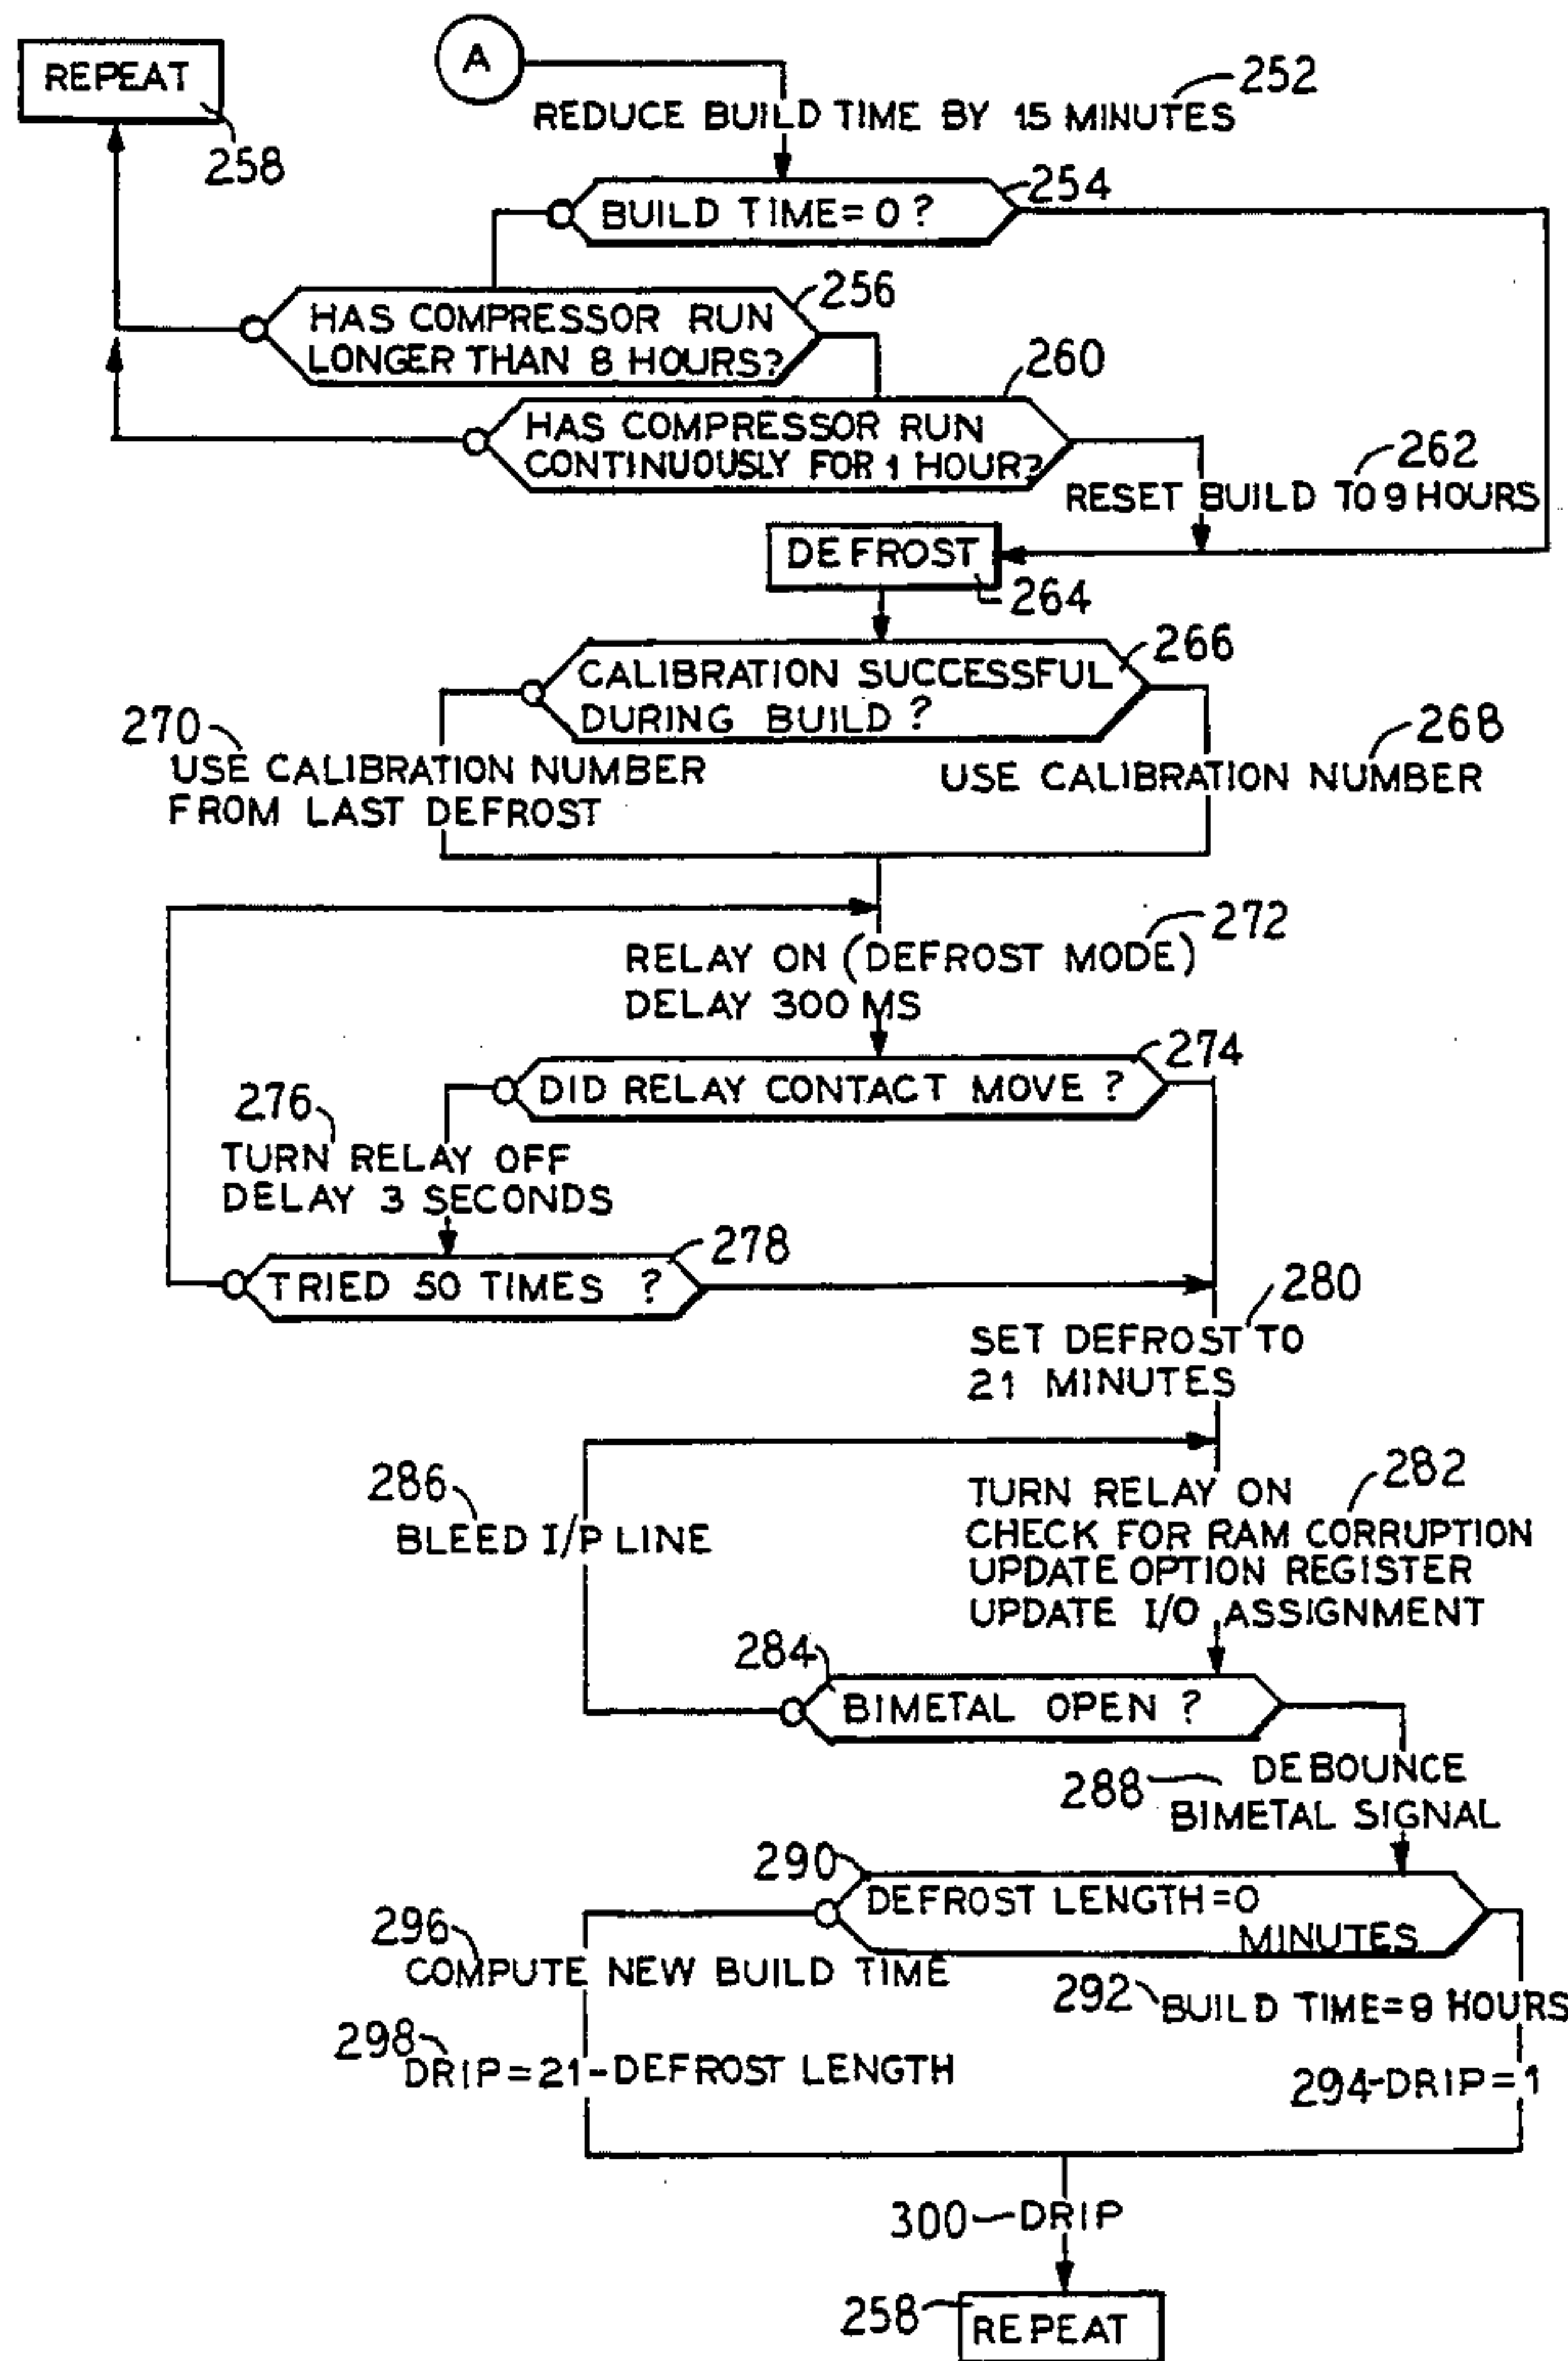 A
REPEAT
258
REDUCE BUILD TIME BY 15 MINUTES
252
BUILD TIME=0?
254
HAS COMPRESSOR RUN
LONGER THAN 8 HOURS?
256
HAS COMPRESSOR RUN
CONTINUOUSLY FOR 1 HOUR?
260
262
RESET BUILD TO 9 HOURS
DEFROST
264
CALIBRATION SUCCESSFUL
DURING BUILD?
266
270
USE CALIBRATION NUMBER
FROM LAST DEFROST
268
USE CALIBRATION NUMBER
272
RELAY ON (DEFROST MODE)
DELAY 300 MS
DID RELAY CONTACT MOVE?
274
276
TURN RELAY OFF
DELAY 3 SECONDS
TRIED 50 TIMES ?
278
280
SET DEFROST TO
21 MINUTES
286
BLEED I/P LINE
282
TURN RELAY ON
CHECK FOR RAM CORRUPTION
UPDATE OPTION REGISTER
UPDATE I/O ASSIGNMENT
284
BIMETAL OPEN ?
288
DEBOUNCE
BIMETAL SIGNAL
290
DEFROST LENGTH=0
MINUTES
296
COMPUTE NEW BUILD TIME
292
BUILD TIME=9 HOURS
298
DRIP=21-DEFROST LENGTH
294-DRIP=1
300
DRIP
258
REPEAT